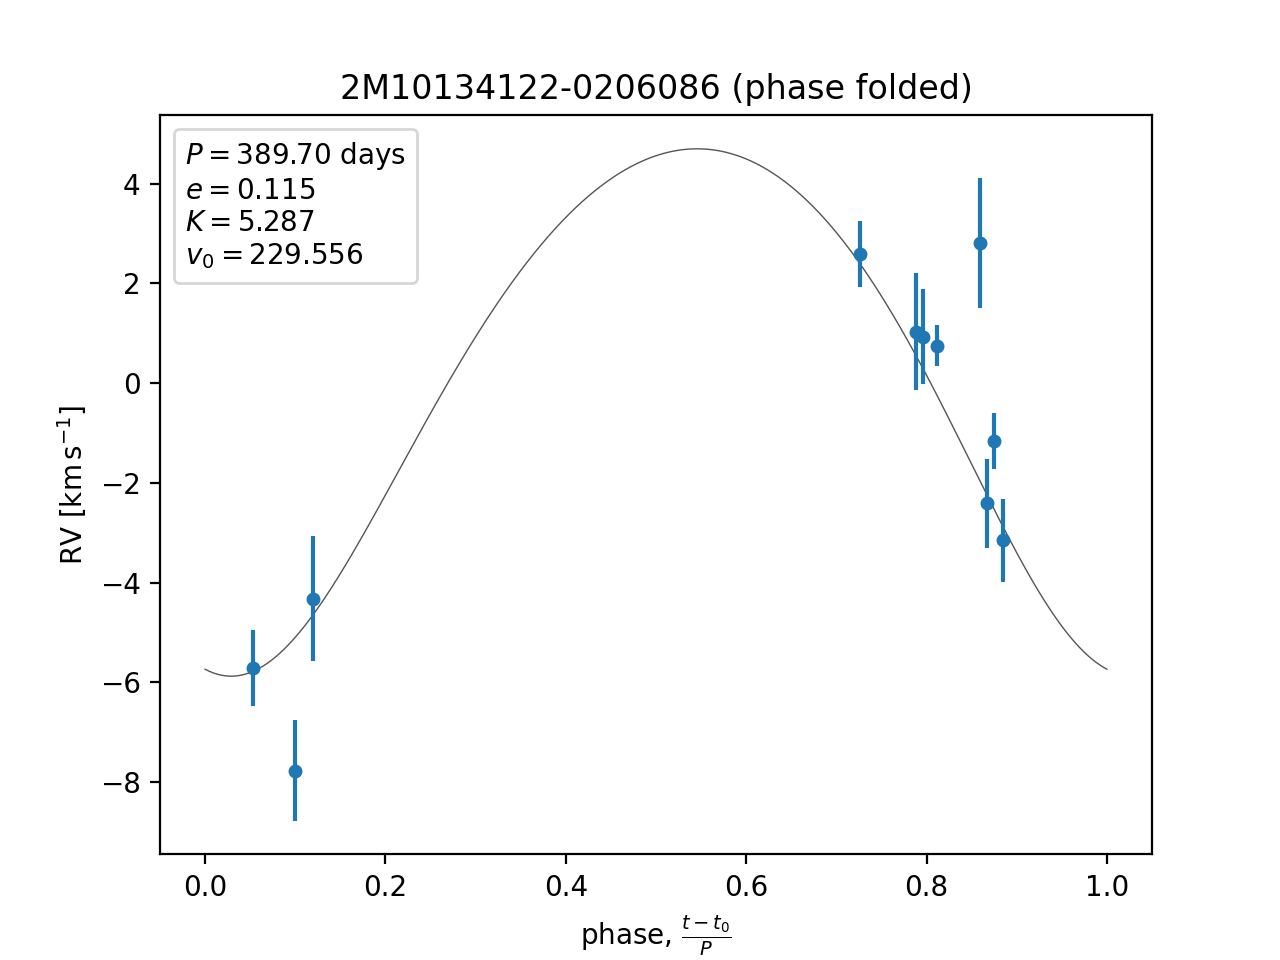 2M10134122-0206086 (phase folded)
P = 389.70 days
e = 0.115
K = 5.287
v₀ = 229.556
4
2
0
−2
−4
−6
−8
RV [km s⁻¹]
0.0 0.2 0.4 0.6 0.8 1.0
phase, (t − t₀)/P